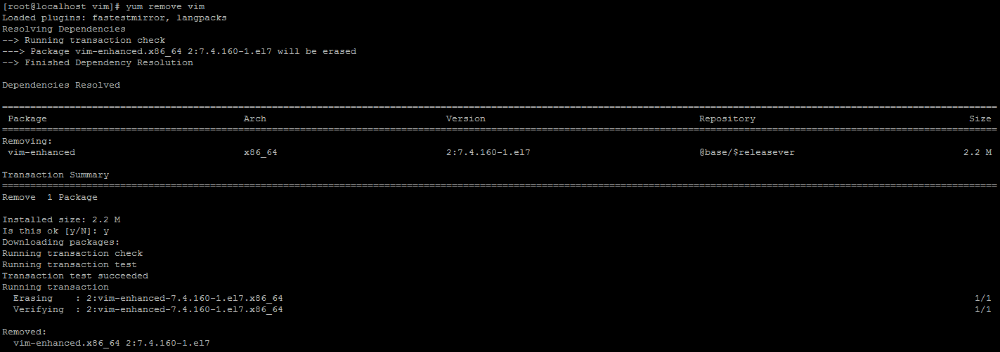 [root@localhost vim]# yum remove vim
Loaded plugins: fastestmirror, langpacks
Resolving Dependencies
--> Running transaction check
---> Package vim-enhanced.x86_64 2:7.4.160-1.el7 will be erased
--> Finished Dependency Resolution

Dependencies Resolved

================================================================================
 Package                    Arch                    Version                    Repository                    Size
================================================================================
Removing:
 vim-enhanced               x86_64                  2:7.4.160-1.el7            @base/$releasever             2.2 M

Transaction Summary
================================================================================
Remove  1 Package

Installed size: 2.2 M
Is this ok [y/N]: y
Downloading packages:
Running transaction check
Running transaction test
Transaction test succeeded
Running transaction
  Erasing    : 2:vim-enhanced-7.4.160-1.el7.x86_64                    1/1
  Verifying  : 2:vim-enhanced-7.4.160-1.el7.x86_64                    1/1

Removed:
  vim-enhanced.x86_64 2:7.4.160-1.el7